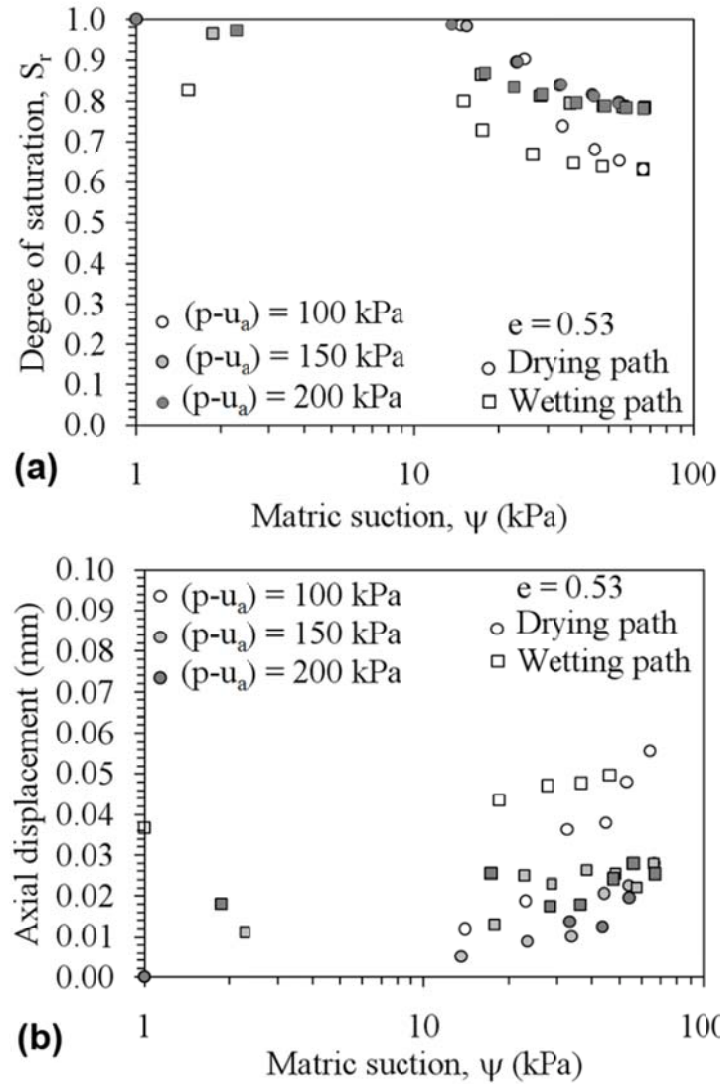 1.0
0.9
0.8
0.7
0.6
0.5
0.4
0.3
0.2
0.1
0.0
Degree of saturation, Sᵣ
(p-uₐ) = 100 kPa
(p-uₐ) = 150 kPa
(p-uₐ) = 200 kPa
e = 0.53
Drying path
Wetting path
(a)
1 10 100
Matric suction, ψ (kPa)
0.10
0.09
0.08
0.07
0.06
0.05
0.04
0.03
0.02
0.01
0.00
Axial displacement (mm)
(p-uₐ) = 100 kPa
(p-uₐ) = 150 kPa
(p-uₐ) = 200 kPa
e = 0.53
Drying path
Wetting path
(b)
1 10 100
Matric suction, ψ (kPa)